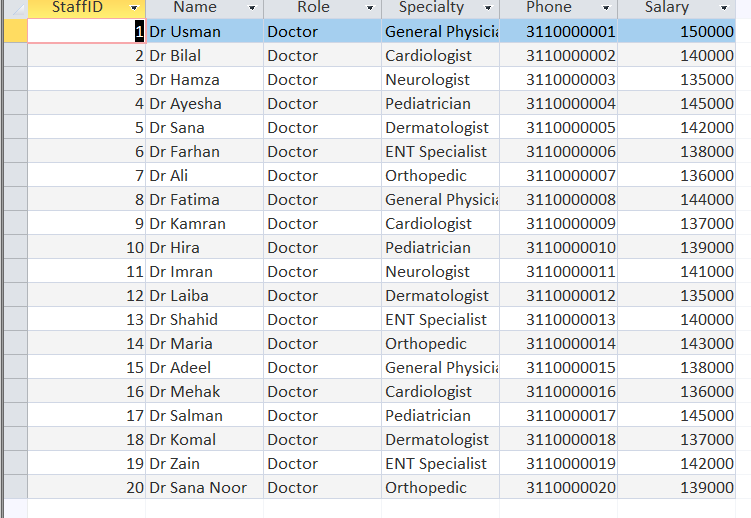 StaffID Name Role Specialty Phone Salary
1 Dr Usman Doctor General Physicia 3110000001 150000
2 Dr Bilal Doctor Cardiologist 3110000002 140000
3 Dr Hamza Doctor Neurologist 3110000003 135000
4 Dr Ayesha Doctor Pediatrician 3110000004 145000
5 Dr Sana Doctor Dermatologist 3110000005 142000
6 Dr Farhan Doctor ENT Specialist 3110000006 138000
7 Dr Ali Doctor Orthopedic 3110000007 136000
8 Dr Fatima Doctor General Physicia 3110000008 144000
9 Dr Kamran Doctor Cardiologist 3110000009 137000
10 Dr Hira Doctor Pediatrician 3110000010 139000
11 Dr Imran Doctor Neurologist 3110000011 141000
12 Dr Laiba Doctor Dermatologist 3110000012 135000
13 Dr Shahid Doctor ENT Specialist 3110000013 140000
14 Dr Maria Doctor Orthopedic 3110000014 143000
15 Dr Adeel Doctor General Physicia 3110000015 138000
16 Dr Mehak Doctor Cardiologist 3110000016 136000
17 Dr Salman Doctor Pediatrician 3110000017 145000
18 Dr Komal Doctor Dermatologist 3110000018 137000
19 Dr Zain Doctor ENT Specialist 3110000019 142000
20 Dr Sana Noor Doctor Orthopedic 3110000020 139000